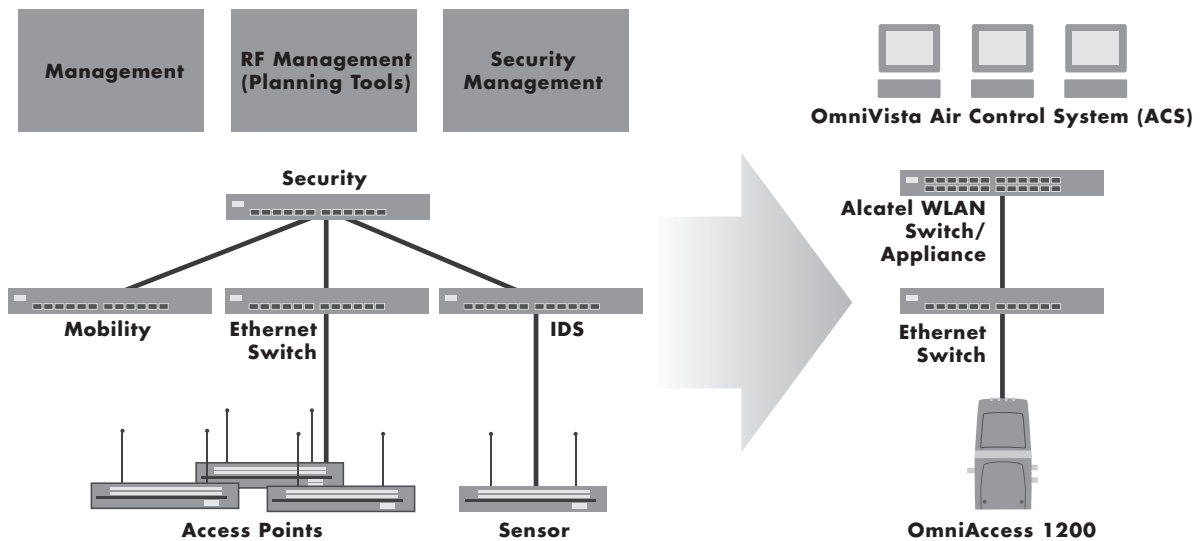 Management
RF Management
(Planning Tools)
Security
Management
OmniVista Air Control System (ACS)
Security
Alcatel WLAN
Switch/
Appliance
Mobility
Ethernet
Switch
IDS
Ethernet
Switch
Access Points
Sensor
OmniAccess 1200